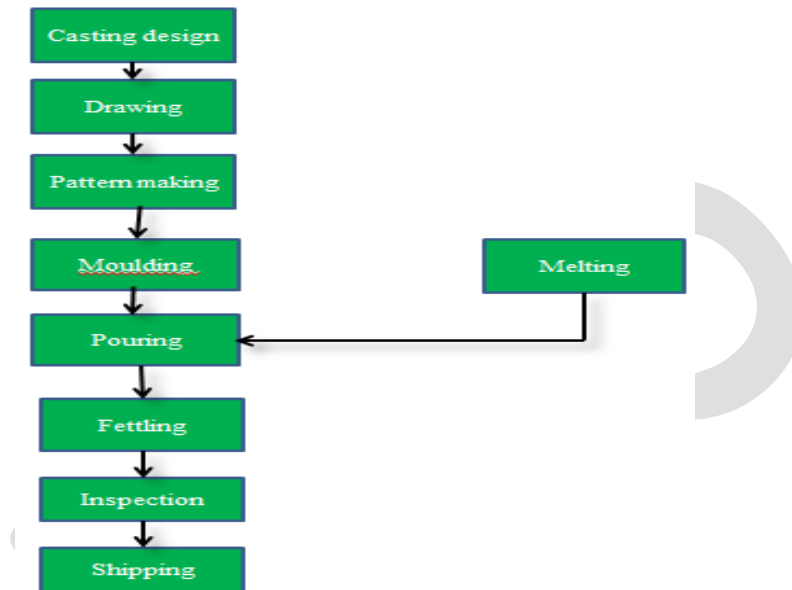 Casting design
Drawing
Pattern making
Moulding
Melting
Pouring
Fettling
Inspection
Shipping